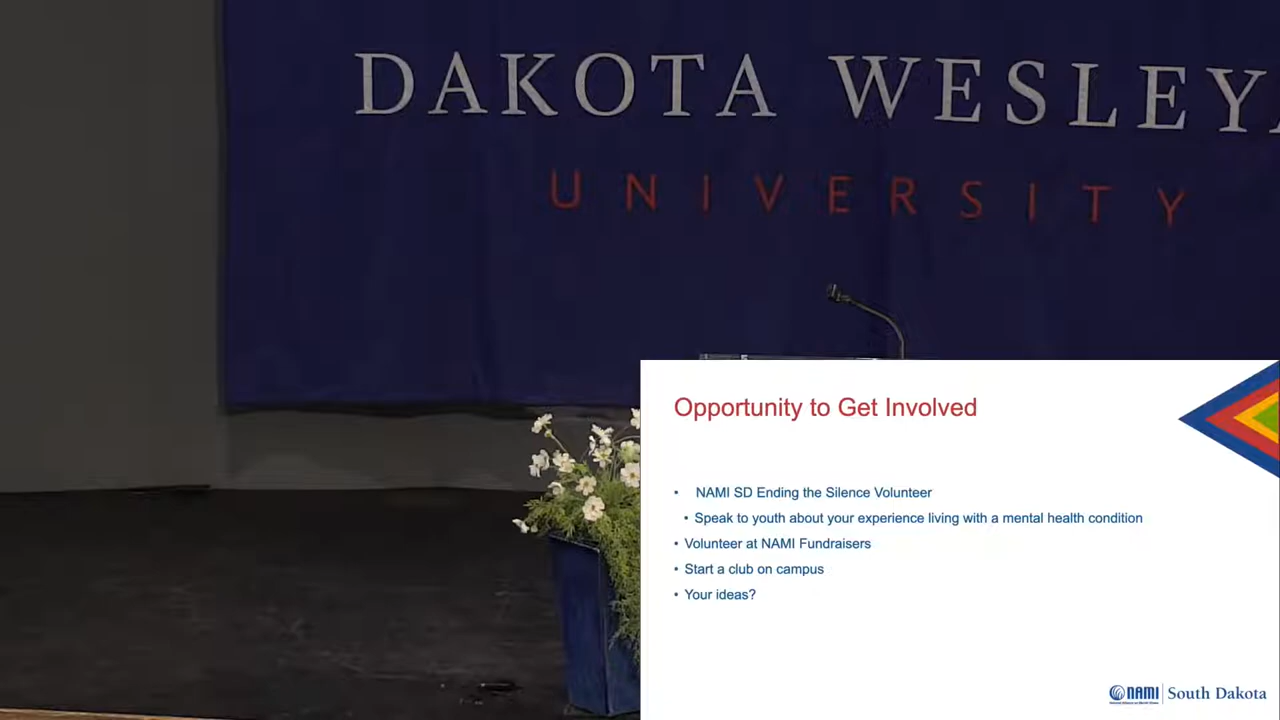 DAKOTA WESLEYA
UNIVERSITY
Opportunity to Get Involved
• NAMI SD Ending the Silence Volunteer
• Speak to youth about your experience living with a mental health condition
• Volunteer at NAMI Fundraisers
• Start a club on campus
• Your ideas?
NAMI South Dakota